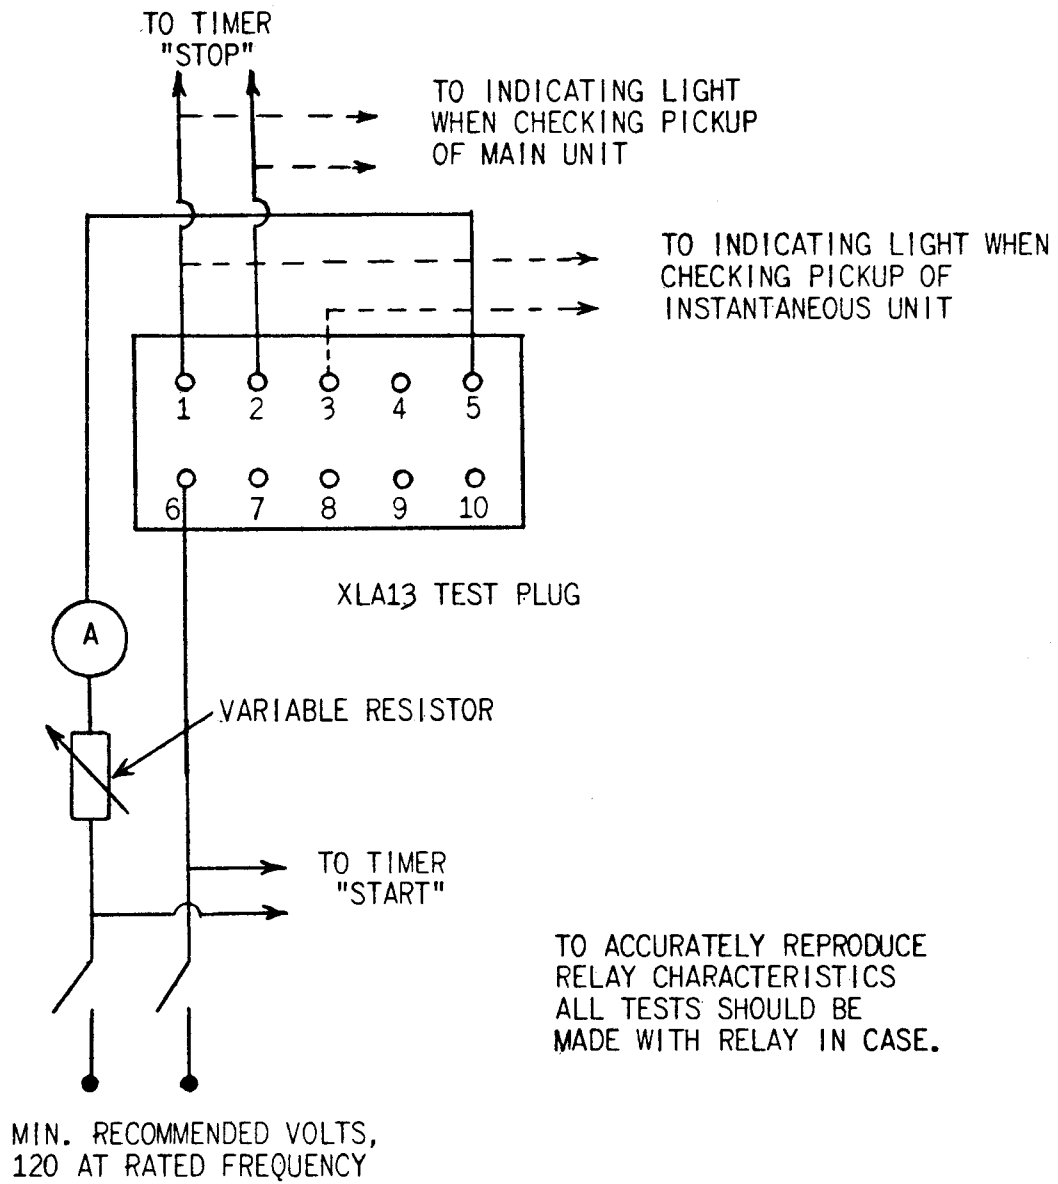 TO TIMER
"STOP"
TO INDICATING LIGHT
WHEN CHECKING PICKUP
OF MAIN UNIT
TO INDICATING LIGHT WHEN
CHECKING PICKUP OF
INSTANTANEOUS UNIT
1 2 3 4 5
6 7 8 9 10
XLA13 TEST PLUG
A
VARIABLE RESISTOR
TO TIMER
"START"
TO ACCURATELY REPRODUCE
RELAY CHARACTERISTICS
ALL TESTS SHOULD BE
MADE WITH RELAY IN CASE.
MIN. RECOMMENDED VOLTS,
120 AT RATED FREQUENCY